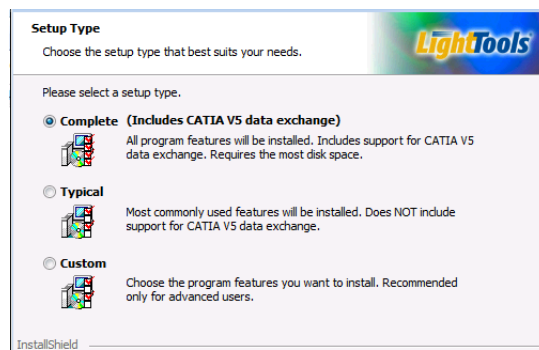 Setup Type
Choose the setup type that best suits your needs.
LightTools
Please select a setup type.
Complete (Includes CATIA V5 data exchange)
All program features will be installed. Includes support for CATIA V5
data exchange. Requires the most disk space.
Typical
Most commonly used features will be installed. Does NOT include
support for CATIA V5 data exchange.
Custom
Choose the program features you want to install. Recommended
only for advanced users.
InstallShield